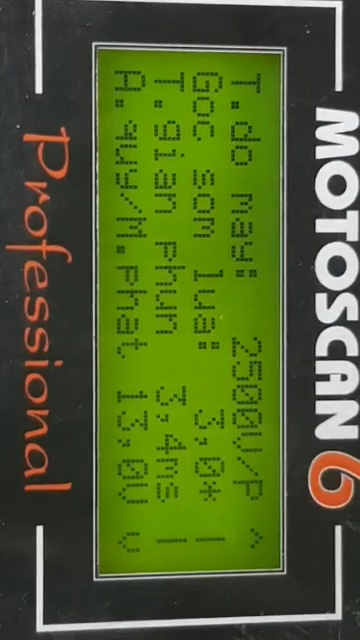 MOTOSCAN 6
T.do may: 2500V/P ^
Goc som lua: 3,0* |
T.gian Phun 3,4ms |
A.quy/M.Phat 13,0V v
Professional